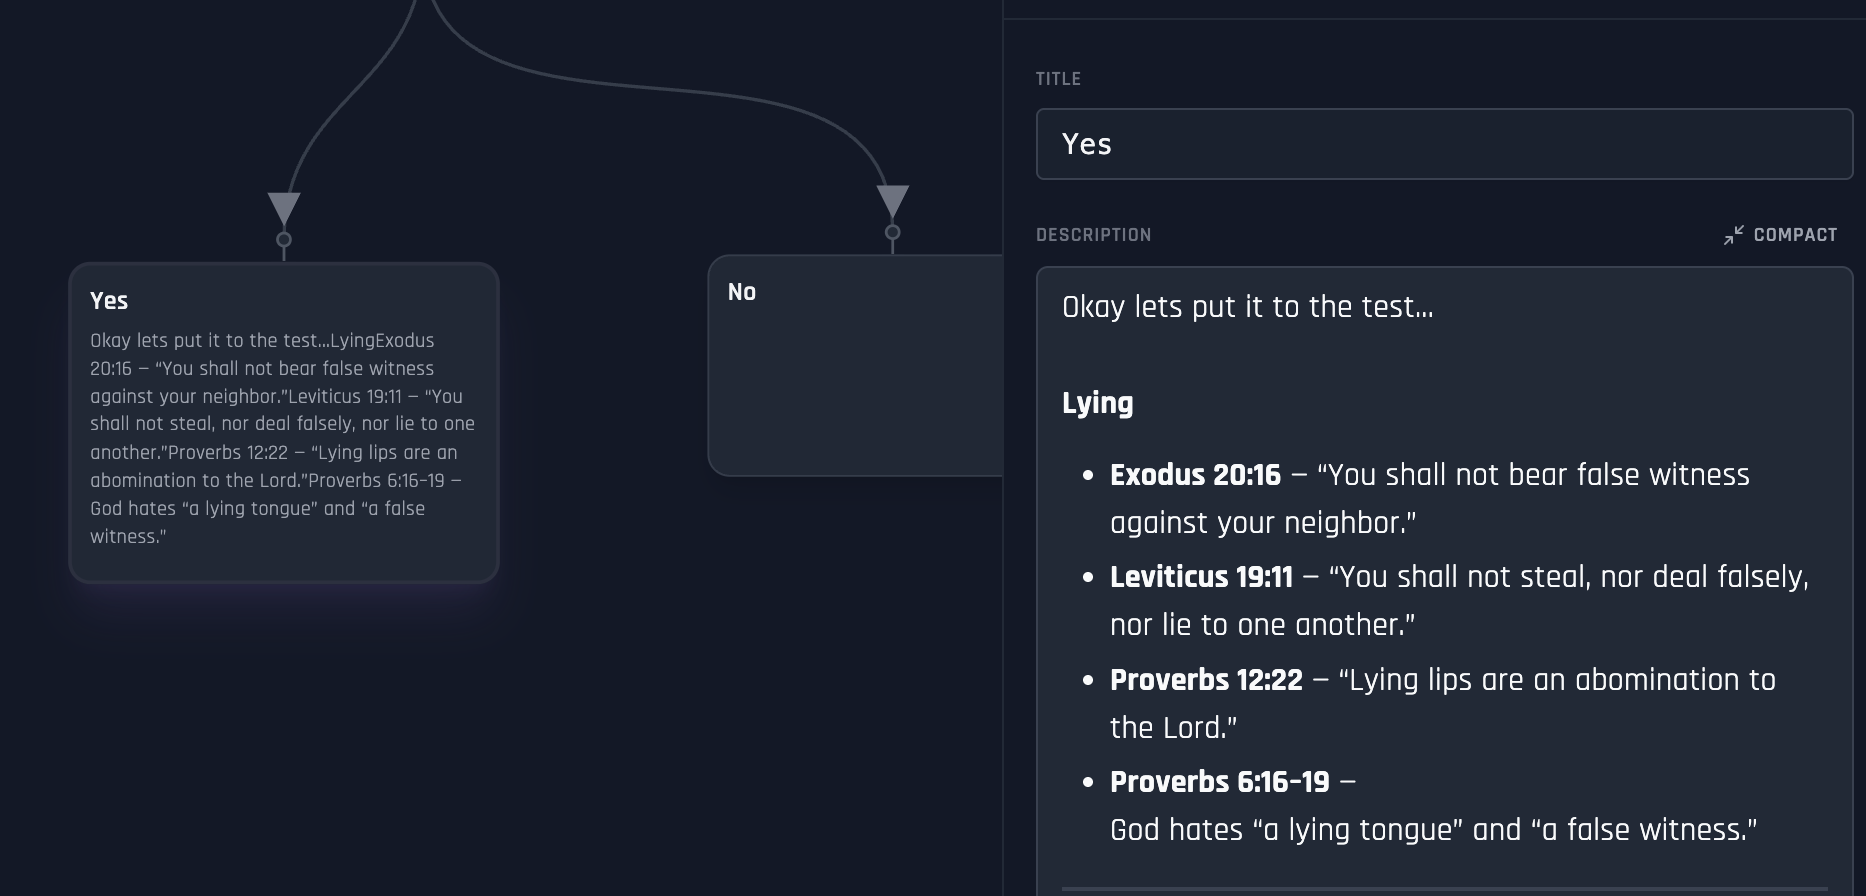 Yes
Okay lets put it to the test...LyingExodus
20:16 – “You shall not bear false witness
against your neighbor.”Leviticus 19:11 – “You
shall not steal, nor deal falsely, nor lie to one
another.”Proverbs 12:22 – “Lying lips are an
abomination to the Lord.”Proverbs 6:16–19 –
God hates “a lying tongue” and “a false
witness.”
No
TITLE
Yes
DESCRIPTION
COMPACT
Okay lets put it to the test...
Lying
• Exodus 20:16 – “You shall not bear false witness
against your neighbor.”
• Leviticus 19:11 – “You shall not steal, nor deal falsely,
nor lie to one another.”
• Proverbs 12:22 – “Lying lips are an abomination to
the Lord.”
• Proverbs 6:16–19 –
God hates “a lying tongue” and “a false witness.”